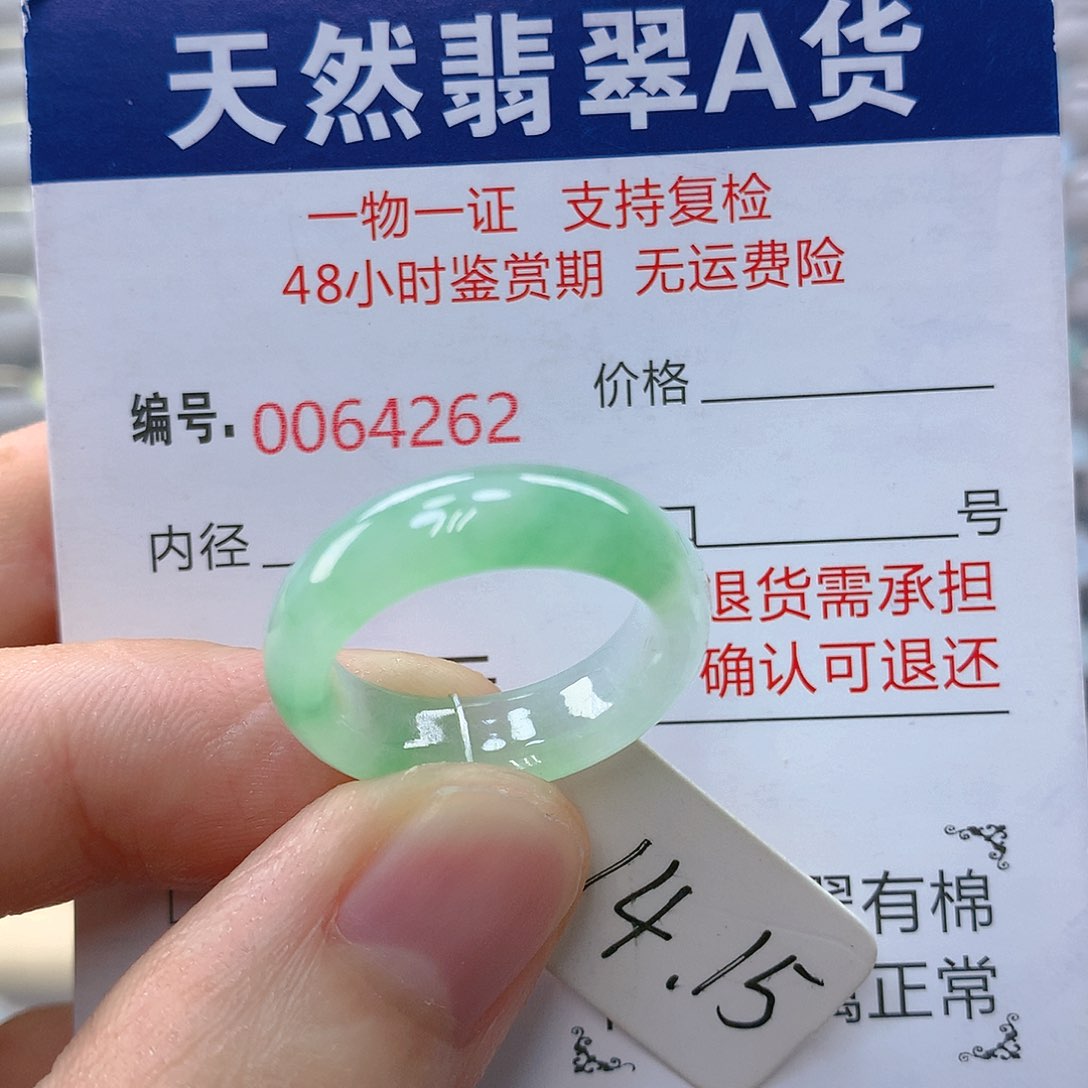 天然翡翠A货
一物一证 支持复检
48小时鉴赏期 无运费险
编号. 0064262
价格
内径
号
退货需承担
确认可退还
有棉
正常
14.15